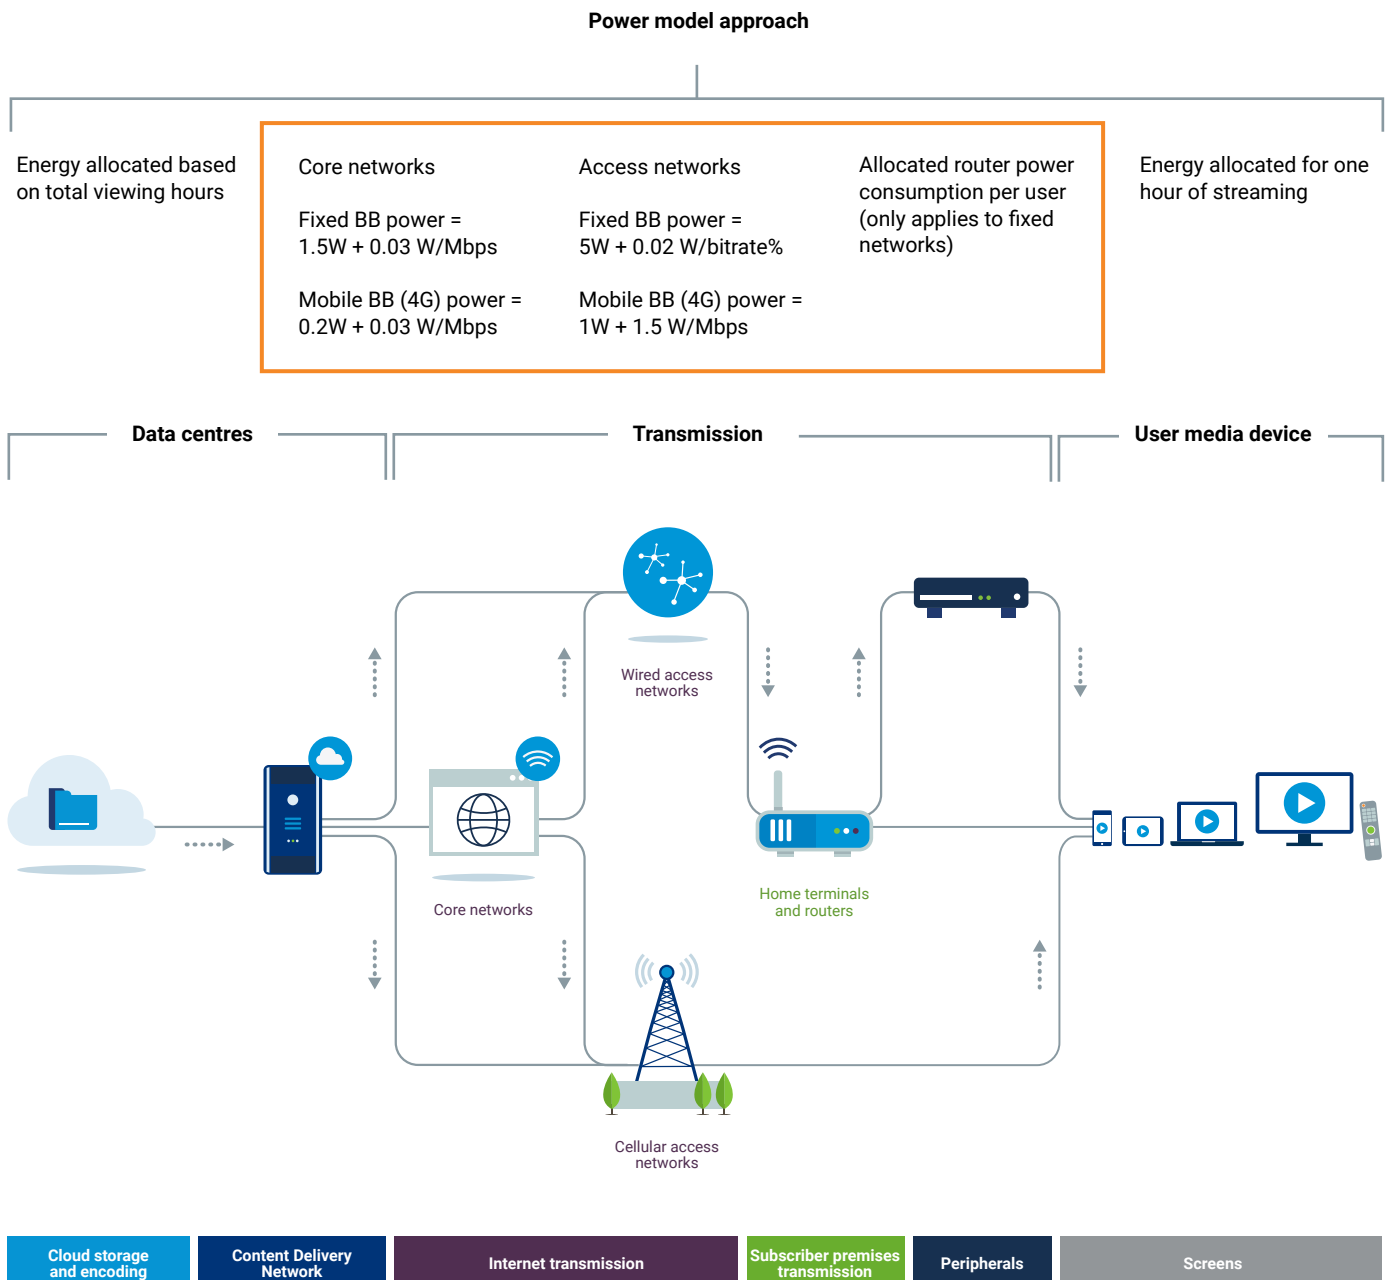 Power model approach
Energy allocated based
on total viewing hours
Core networks
Fixed BB power =
1.5W + 0.03 W/Mbps
Mobile BB (4G) power =
0.2W + 0.03 W/Mbps
Access networks
Fixed BB power =
5W + 0.02 W/bitrate%
Mobile BB (4G) power =
1W + 1.5 W/Mbps
Allocated router power
consumption per user
(only applies to fixed
networks)
Energy allocated for one
hour of streaming
Data centres
Transmission
User media device
Wired access
networks
Core networks
Home terminals
and routers
Cellular access
networks
Cloud storage
and encoding
Content Delivery
Network
Internet transmission
Subscriber premises
transmission
Peripherals
Screens